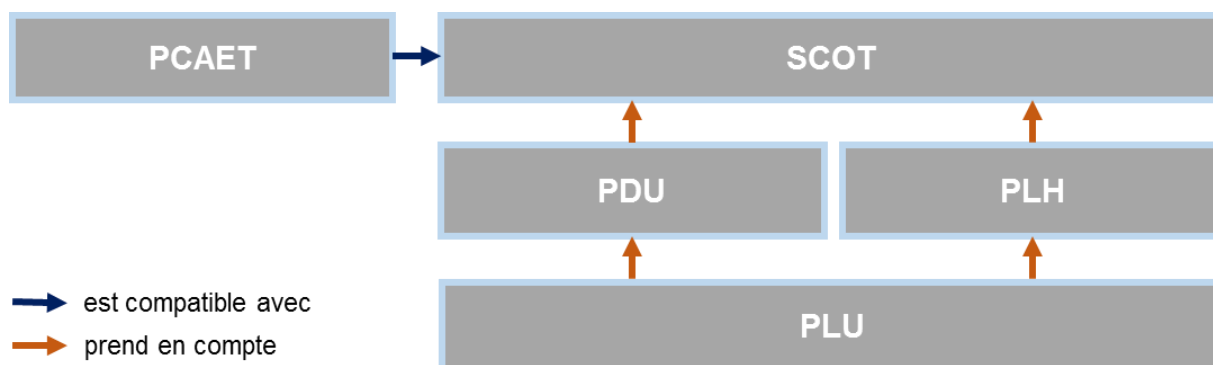 PCAET
SCOT
PDU
PLH
PLU
est compatible avec
prend en compte